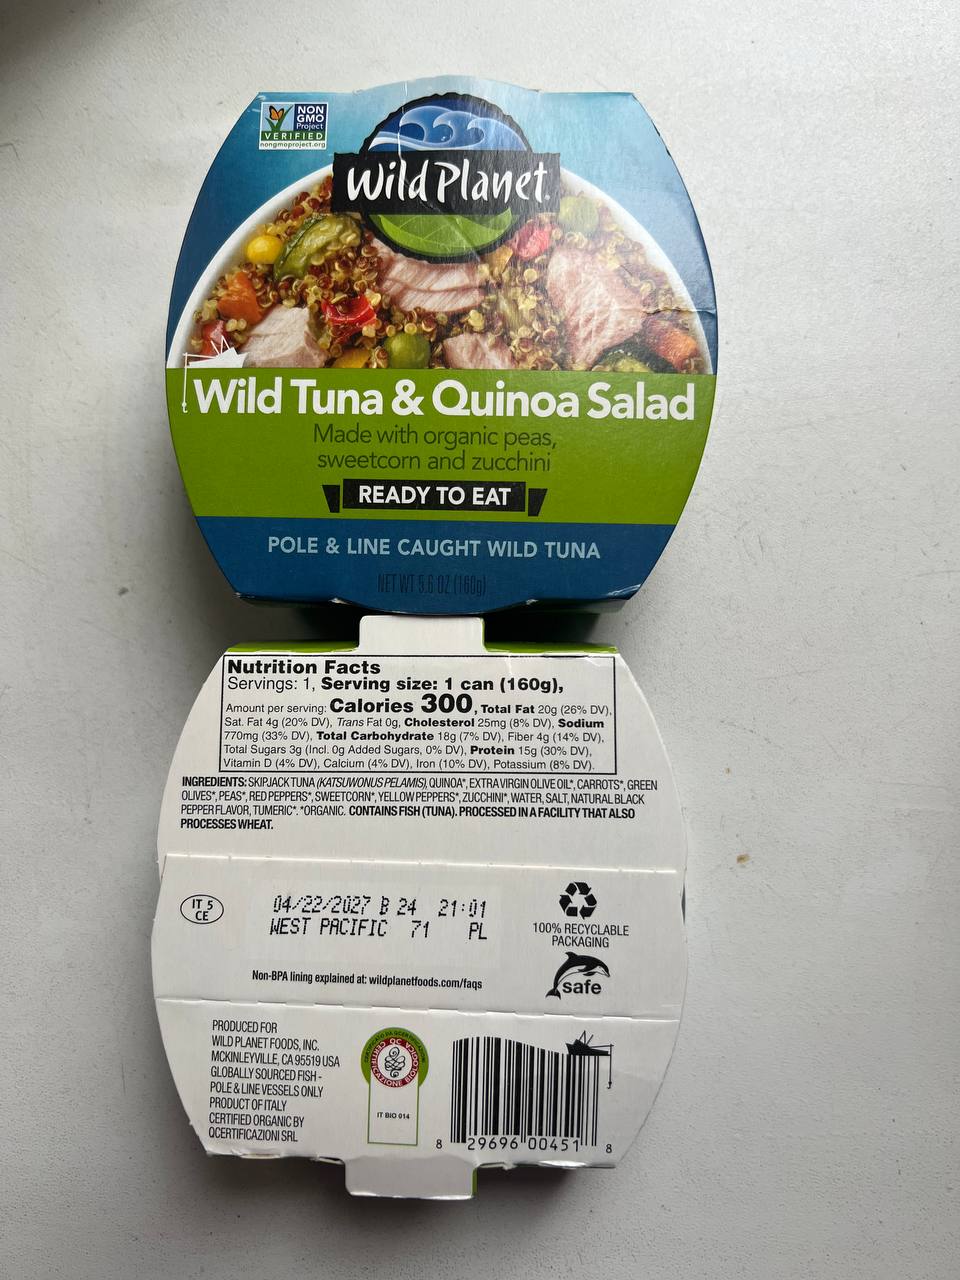 NON
GMO
Project
VERIFIED
nongmoproject.org
Wild Planet
Wild Tuna & Quinoa Salad
Made with organic peas,
sweetcorn and zucchini
READY TO EAT
POLE & LINE CAUGHT WILD TUNA
NET WT 5.6 OZ (160g)
Nutrition Facts
Servings: 1, Serving size: 1 can (160g),
Amount per serving: Calories 300, Total Fat 20g (26% DV),
Sat. Fat 4g (20% DV), Trans Fat 0g, Cholesterol 25mg (8% DV), Sodium
770mg (33% DV), Total Carbohydrate 18g (7% DV), Fiber 4g (14% DV),
Total Sugars 3g (Incl. 0g Added Sugars, 0% DV), Protein 15g (30% DV),
Vitamin D (4% DV), Calcium (4% DV), Iron (10% DV), Potassium (8% DV).
INGREDIENTS: SKIPJACK TUNA (KATSUWONUS PELAMIS), QUINOA*, EXTRA VIRGIN OLIVE OIL*, CARROTS*, GREEN
OLIVES*, PEAS*, RED PEPPERS*, SWEETCORN*, YELLOW PEPPERS*, ZUCCHINI*, WATER, SALT, NATURAL BLACK
PEPPER FLAVOR, TUMERIC*. *ORGANIC. CONTAINS FISH (TUNA). PROCESSED IN A FACILITY THAT ALSO
PROCESSES WHEAT.
IT 5
CE
04/22/2027 B 24 21:01
WEST PACIFIC 71 PL
100% RECYCLABLE
PACKAGING
Non-BPA lining explained at: wildplanetfoods.com/faqs
safe
PRODUCED FOR
WILD PLANET FOODS, INC.
MCKINLEYVILLE, CA 95519 USA
GLOBALLY SOURCED FISH -
POLE & LINE VESSELS ONLY
PRODUCT OF ITALY
CERTIFIED ORGANIC BY
QCERTIFICAZIONI SRL
QC CERTIFICAZIONE BIOLOGICA
IT BIO 014
8 29696 00451 8